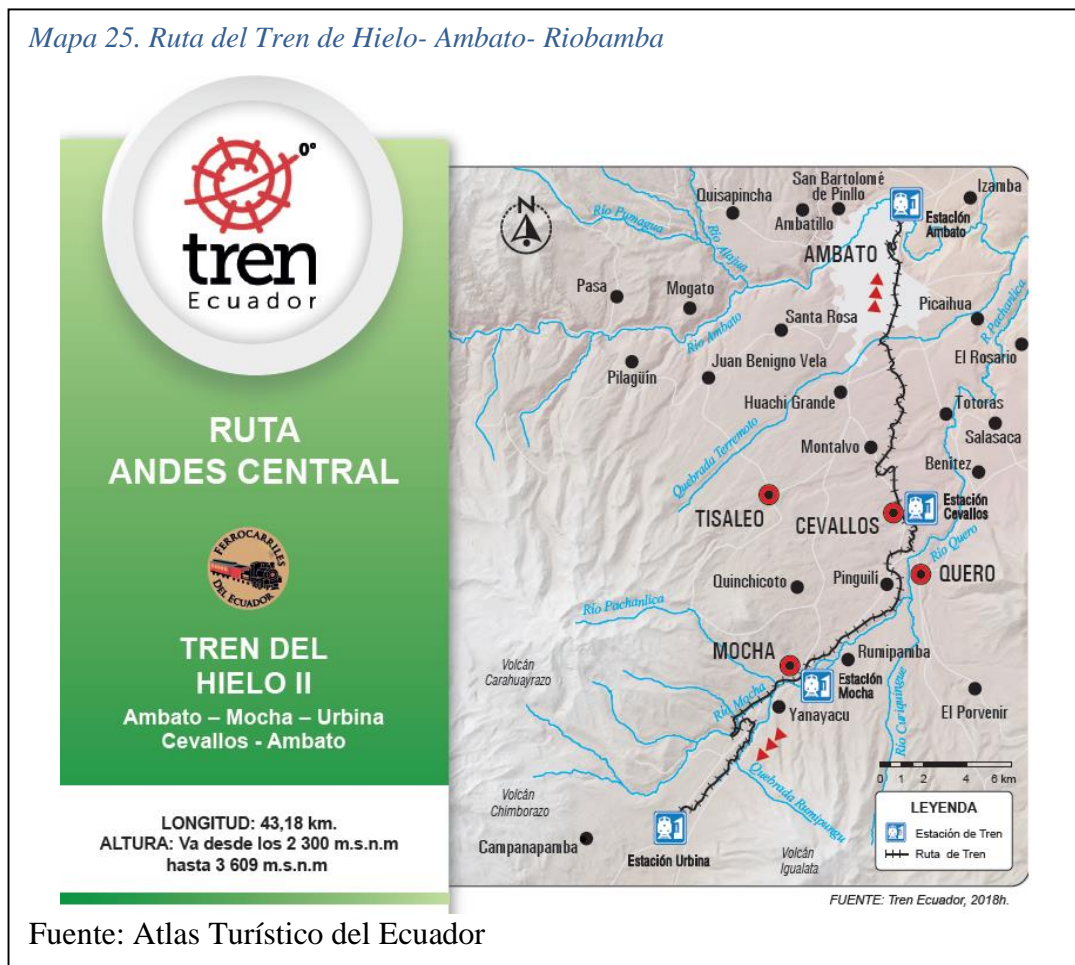 Mapa 25. Ruta del Tren de Hielo- Ambato- Riobamba
0°
tren
Ecuador
RUTA
ANDES CENTRAL
FERROCARRILES
DEL ECUADOR
TREN DEL
HIELO II
Ambato – Mocha – Urbina
Cevallos - Ambato
LONGITUD: 43,18 km.
ALTURA: Va desde los 2 300 m.s.n.m
hasta 3 609 m.s.n.m
N
Quisapincha
San Bartolomé
de Pinllo
Ambatillo
Izamba
Estación
Ambato
Río Pumagua
Río Alajua
AMBATO
Pasa
Mogato
Santa Rosa
Picaihua
R Pachanlica
Río Ambato
El Rosario
Pilagüín
Juan Benigno Vela
Huachi Grande
Totoras
Salasaca
Montalvo
Quebrada Terremoto
Benítez
TISALEO
CEVALLOS
Estación
Cevallos
Río Quero
Quinchicoto
Pinguilí
QUERO
Río Pachanlica
MOCHA
Rumipamba
Volcán
Carahuayrazo
Estación
Mocha
Río Mocha
Yanayacu
El Porvenir
Río Curiquingue
Quebrada Rumipungu
0 1 2 4 6 km
Volcán
Chimborazo
LEYENDA
Estación de Tren
Ruta de Tren
Campanapamba
Estación Urbina
Volcán
Igualata
FUENTE: Tren Ecuador, 2018h.
Fuente: Atlas Turístico del Ecuador